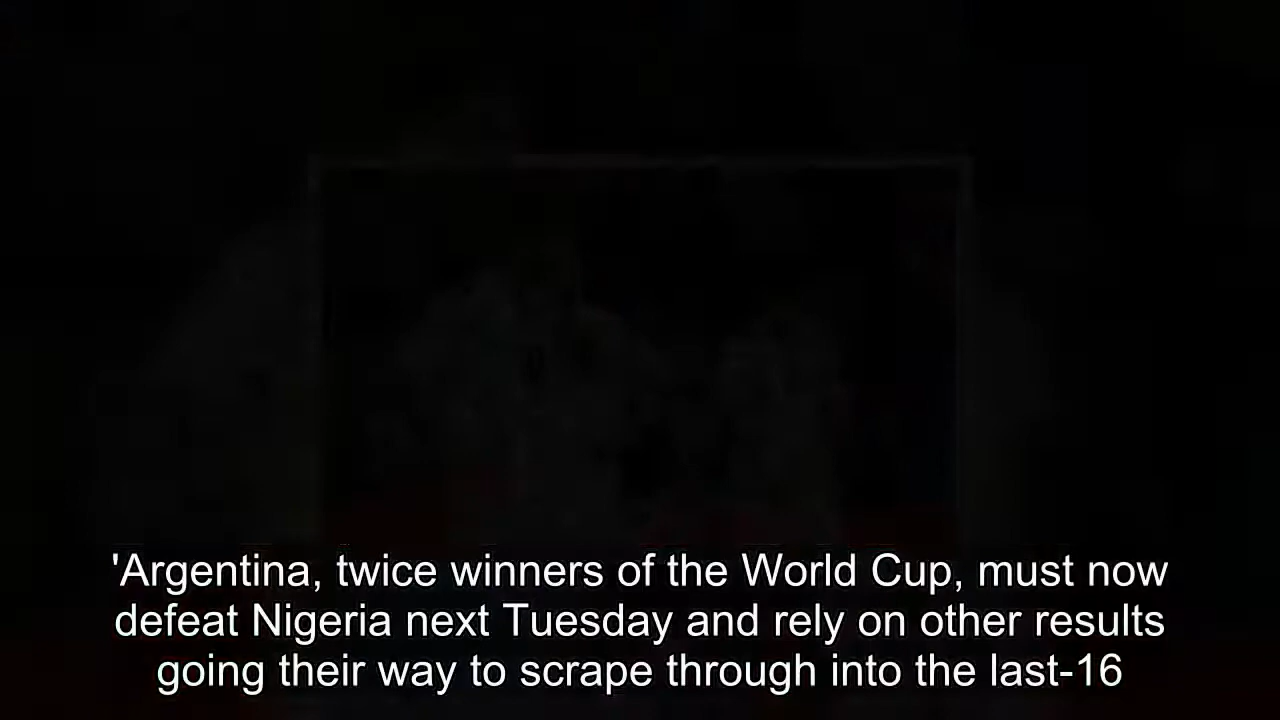 'Argentina, twice winners of the World Cup, must now
defeat Nigeria next Tuesday and rely on other results
going their way to scrape through into the last-16